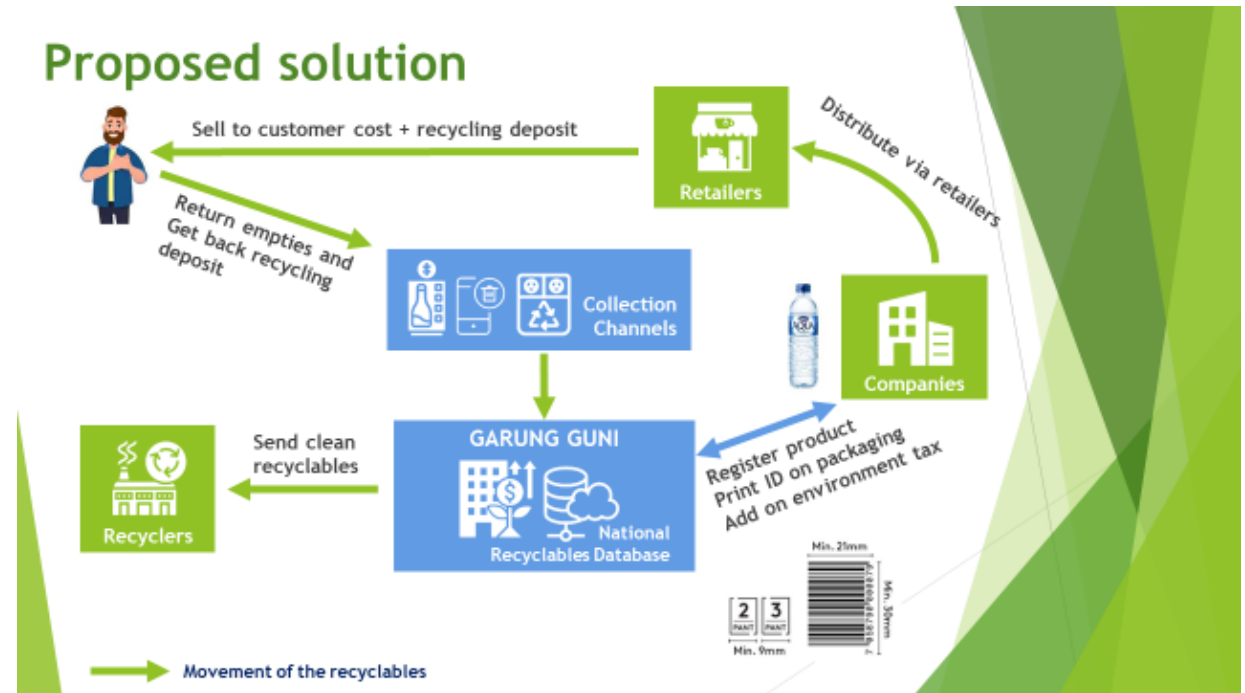 Proposed solution
Sell to customer cost + recycling deposit
Retailers
Distribute via retailers
Return empties and
Get back recycling
deposit
Collection
Channels
AQUA
Companies
GARUNG GUNI
National
Recyclables Database
Send clean
recyclables
Recyclers
Register product
Print ID on packaging
Add on environment tax
Min. 21mm
Min. 30mm
2 3
PANT PANT
Min. 9mm
Movement of the recyclables